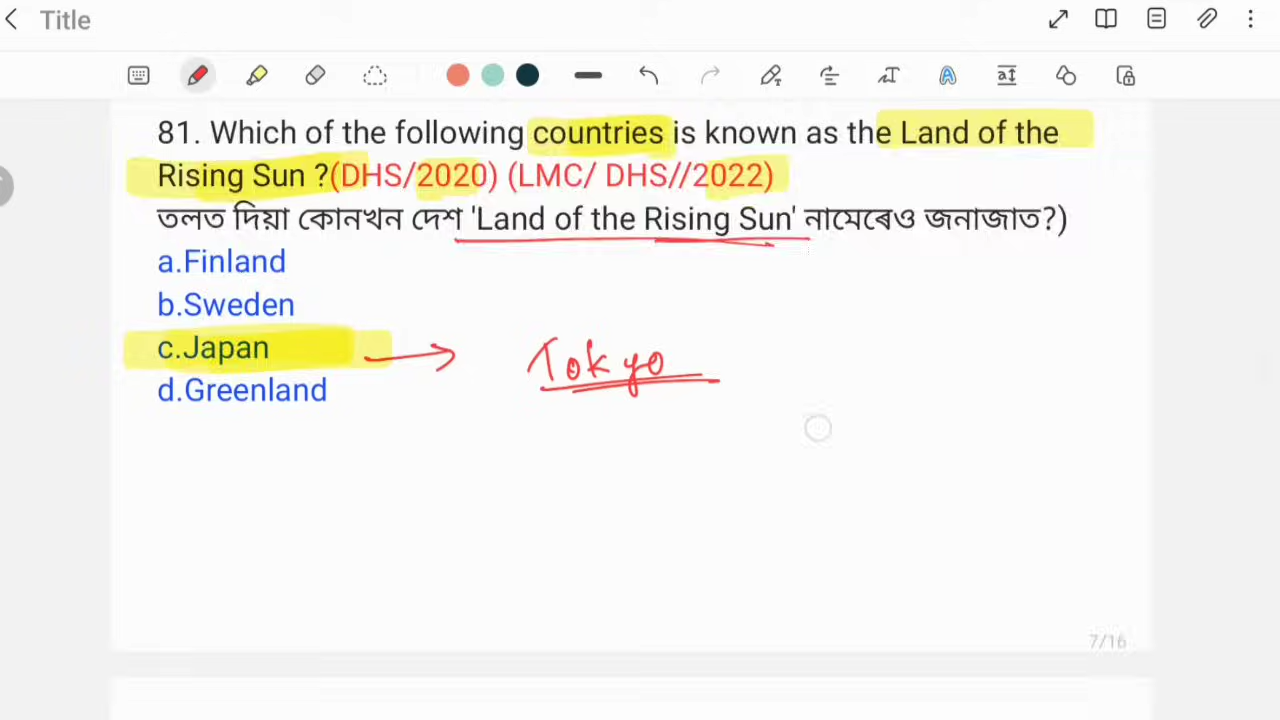 Title
81. Which of the following countries is known as the Land of the
Rising Sun ?(DHS/2020) (LMC/ DHS//2022)
তলত দিয়া কোনখন দেশ 'Land of the Rising Sun' নামেৰেও জনাজাত?)
a.Finland
b.Sweden
c.Japan
Tokyo
d.Greenland
7/16